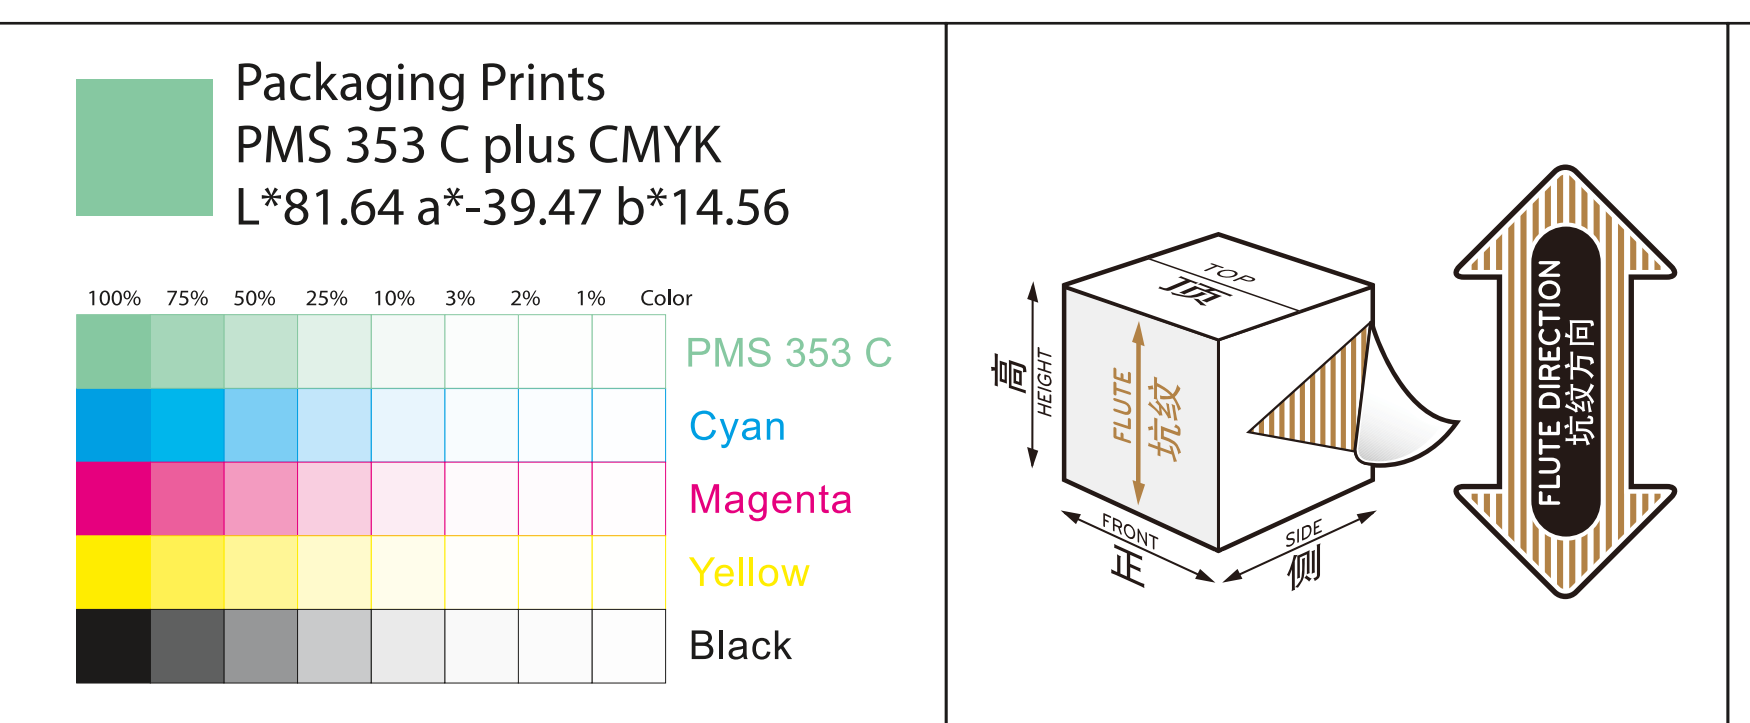 Packaging Prints
PMS 353 C plus CMYK
L*81.64 a*-39.47 b*14.56
100% 75% 50% 25% 10% 3% 2% 1% Color
PMS 353 C
Cyan
Magenta
Yellow
Black
TOP
顶
高
HEIGHT
FLUTE
坑纹
FRONT
正
SIDE
侧
FLUTE DIRECTION
坑纹方向